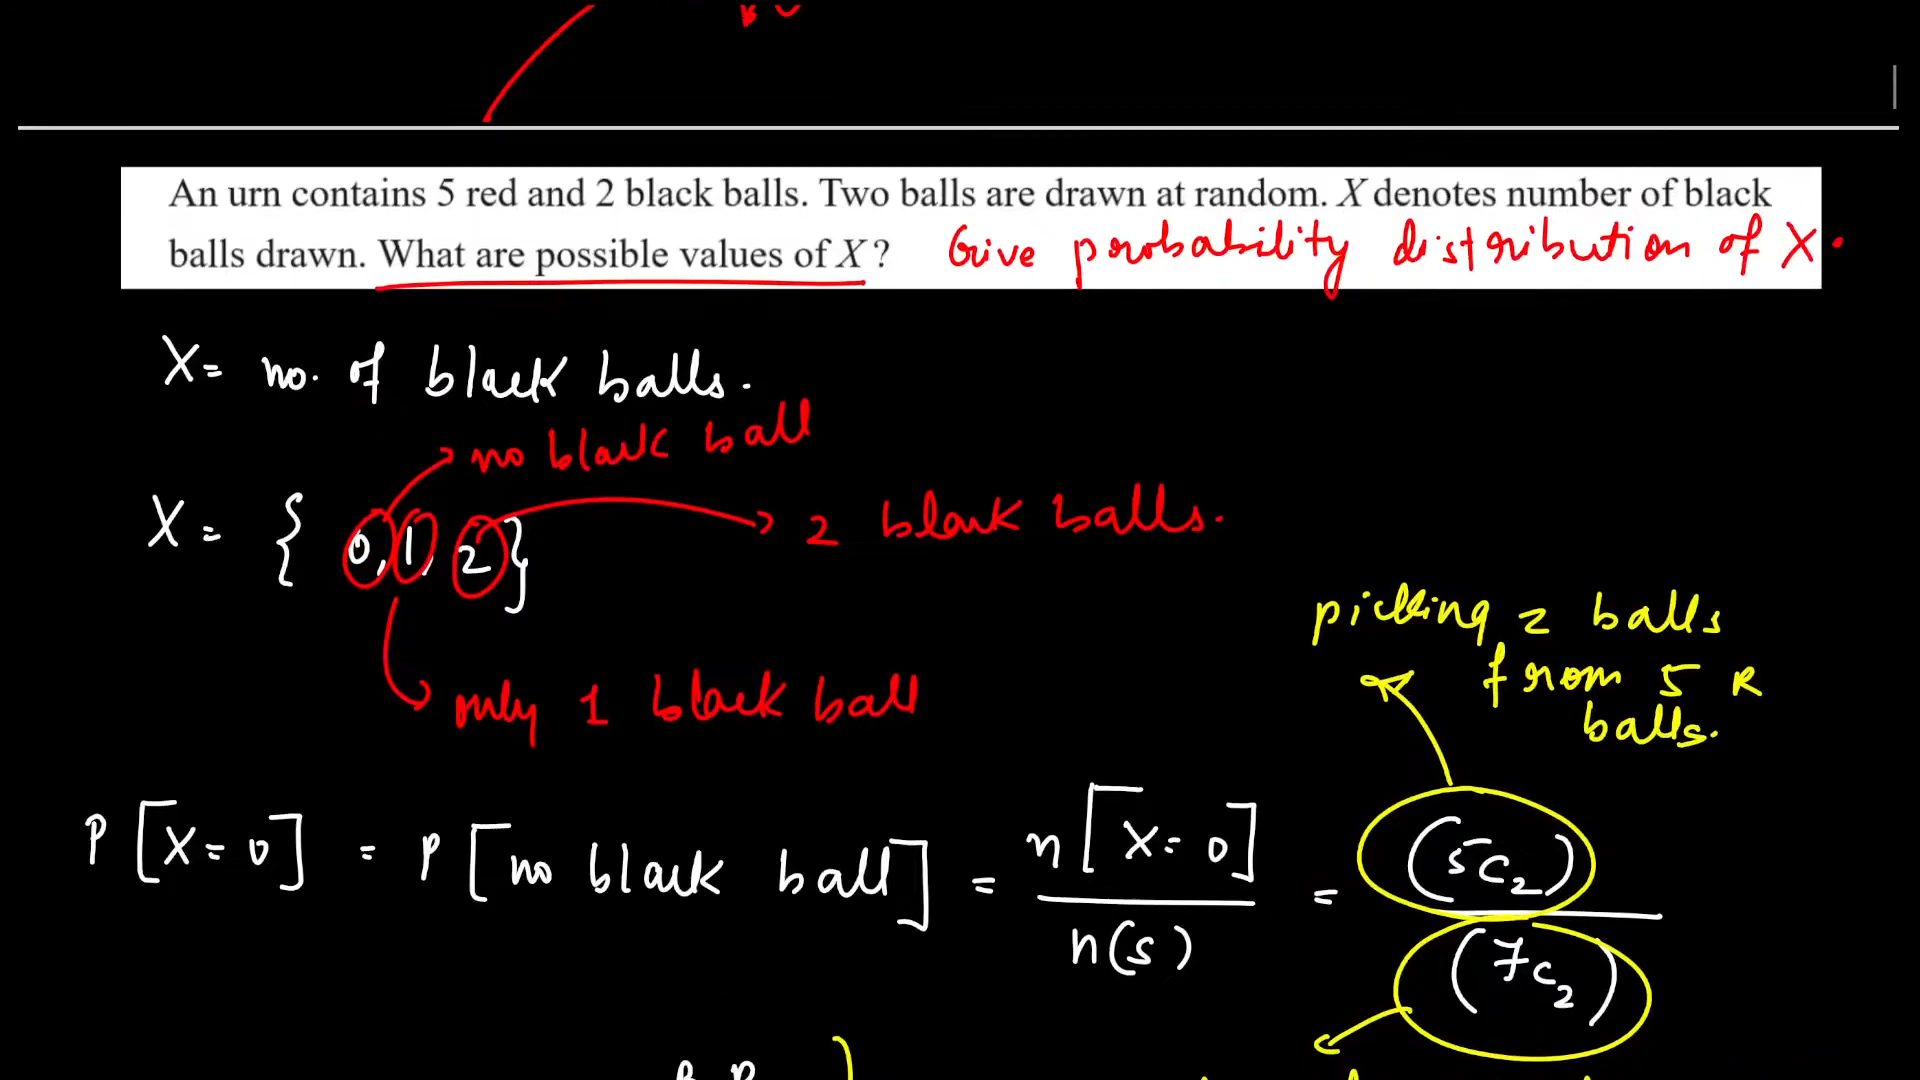 An urn contains 5 red and 2 black balls. Two balls are drawn at random. X denotes number of black
balls drawn. What are possible values of X? Give probability distribution of X.
X = no. of black balls.
no black ball
X = { 0, 1, 2 }
2 black balls.
only 1 black ball
picking 2 balls
from 5 R
balls.
P [X = 0] = P [no black ball] = n[X = 0] / n(s) = (5C₂) / (7C₂)